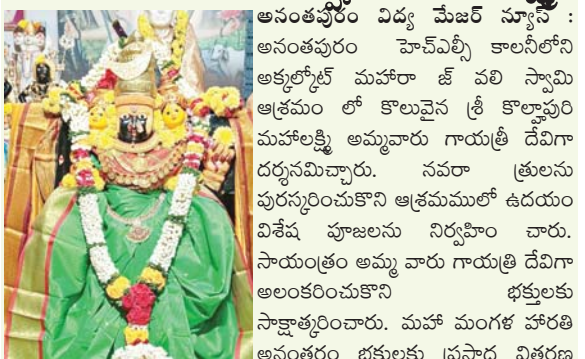 అనంతపురం విద్య మేజర్ న్యూస్ :
అనంతపురం హెచ్ఎల్సీ కాలనీలోని
అక్కల్కోట్ మహారా జ్ వలి స్వామి
ఆశ్రమం లో కొలువైన శ్రీ కొల్హాపురి
మహాలక్ష్మి అమ్మవారు గాయత్రీ దేవిగా
దర్శనమిచ్చారు. నవరా త్రులను
పురస్కరించుకొని ఆశ్రమములో ఉదయం
విశేష పూజలను నిర్వహిం చారు.
సాయంత్రం అమ్మ వారు గాయత్రి దేవిగా
అలంకరించుకొని భక్తులకు
సాక్షాత్కరించారు. మహా మంగళ హారతి
అనంతరం భక్తులకు ప్రసాద వితరణ